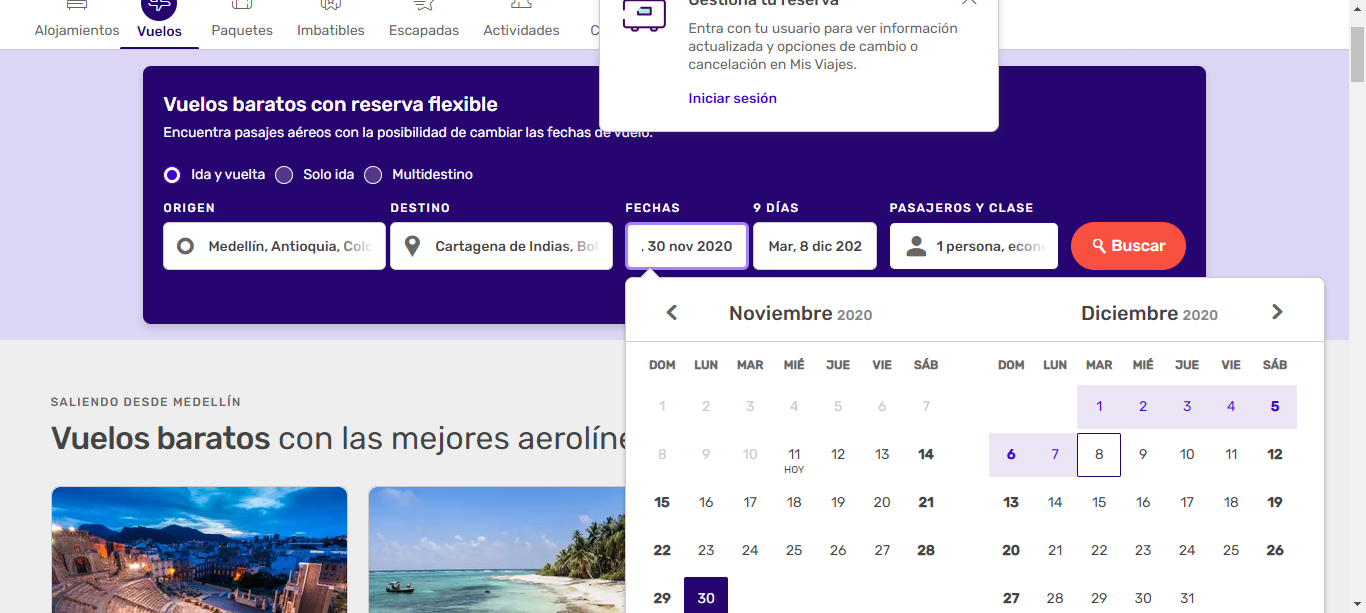 Alojamientos Vuelos Paquetes Imbatibles Escapadas Actividades
Gestiona tu reserva
Entra con tu usuario para ver información
actualizada y opciones de cambio o
cancelación en Mis Viajes.
Iniciar sesión
Vuelos baratos con reserva flexible
Encuentra pasajes aéreos con la posibilidad de cambiar las fechas de vuelo.
Ida y vuelta Solo ida Multidestino
ORIGEN DESTINO FECHAS 9 DÍAS PASAJEROS Y CLASE
Medellín, Antioquia, Colo Cartagena de Indias, Bol , 30 nov 2020 Mar, 8 dic 202 1 persona, econ Buscar
Noviembre 2020 Diciembre 2020
DOM LUN MAR MIÉ JUE VIE SÁB DOM LUN MAR MIÉ JUE VIE SÁB
1 2 3 4 5 6 7 1 2 3 4 5
8 9 10 11 12 13 14 6 7 8 9 10 11 12
HOY
15 16 17 18 19 20 21 13 14 15 16 17 18 19
22 23 24 25 26 27 28 20 21 22 23 24 25 26
29 30 27 28 29 30 31
SALIENDO DESDE MEDELLÍN
Vuelos baratos con las mejores aerolíne